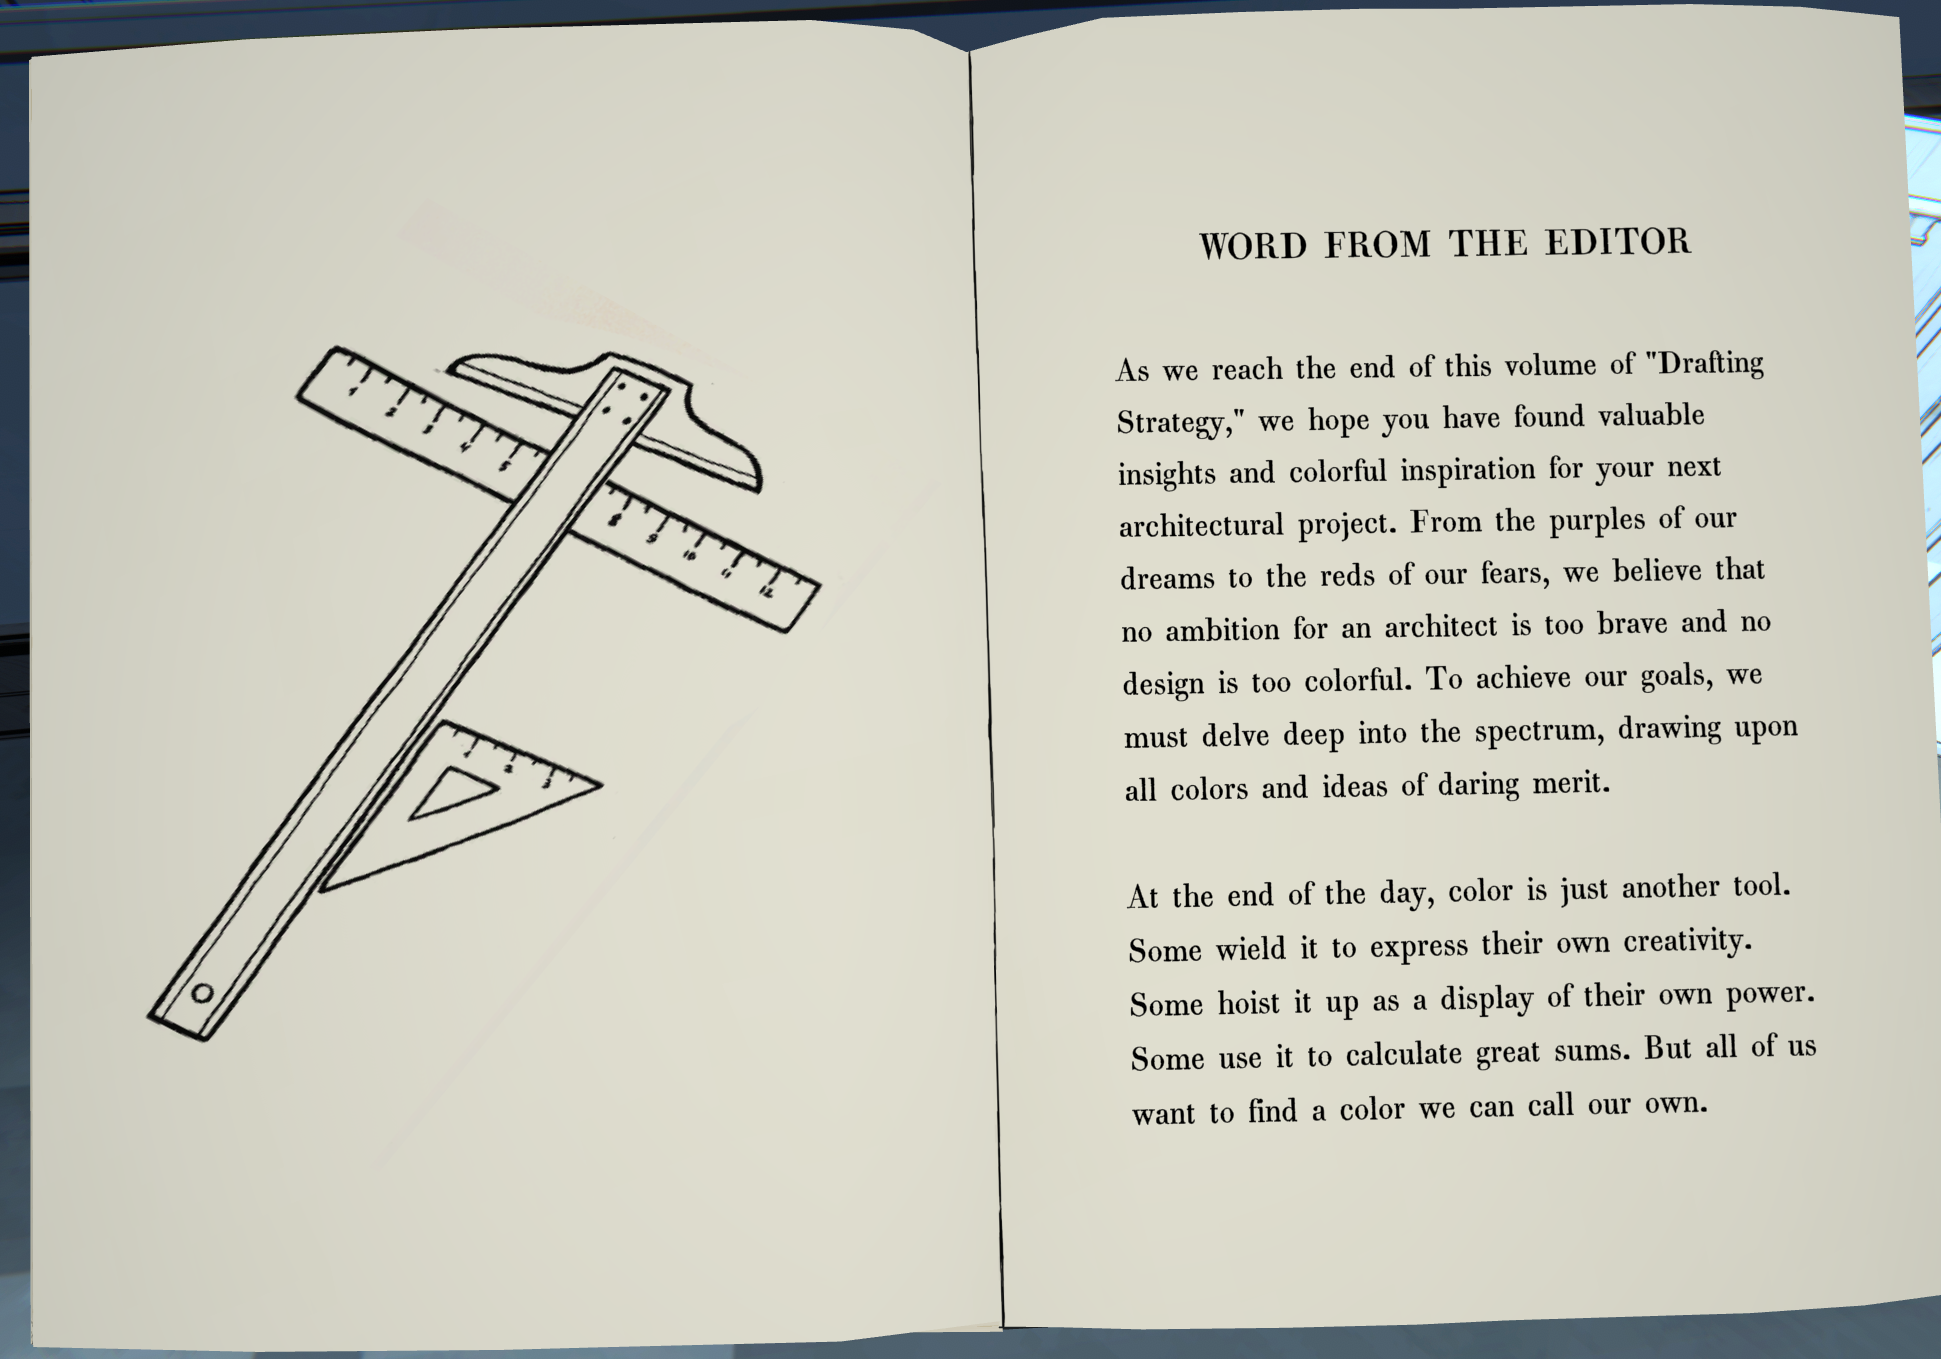 1 2 3 4 5 8 9 10 11 12
1 2 3
WORD FROM THE EDITOR
As we reach the end of this volume of "Drafting
Strategy," we hope you have found valuable
insights and colorful inspiration for your next
architectural project. From the purples of our
dreams to the reds of our fears, we believe that
no ambition for an architect is too brave and no
design is too colorful. To achieve our goals, we
must delve deep into the spectrum, drawing upon
all colors and ideas of daring merit.
At the end of the day, color is just another tool.
Some wield it to express their own creativity.
Some hoist it up as a display of their own power.
Some use it to calculate great sums. But all of us
want to find a color we can call our own.